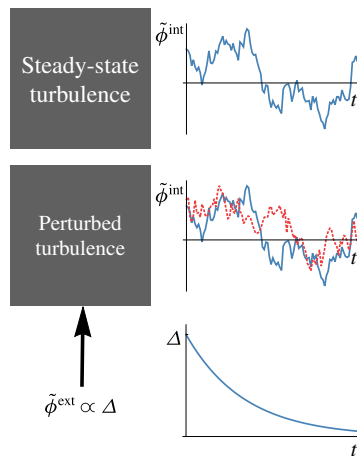 Steady-state
turbulence
ϕ̃^int
t
Perturbed
turbulence
ϕ̃^int
t
Δ
t
ϕ̃^ext ∝ Δ